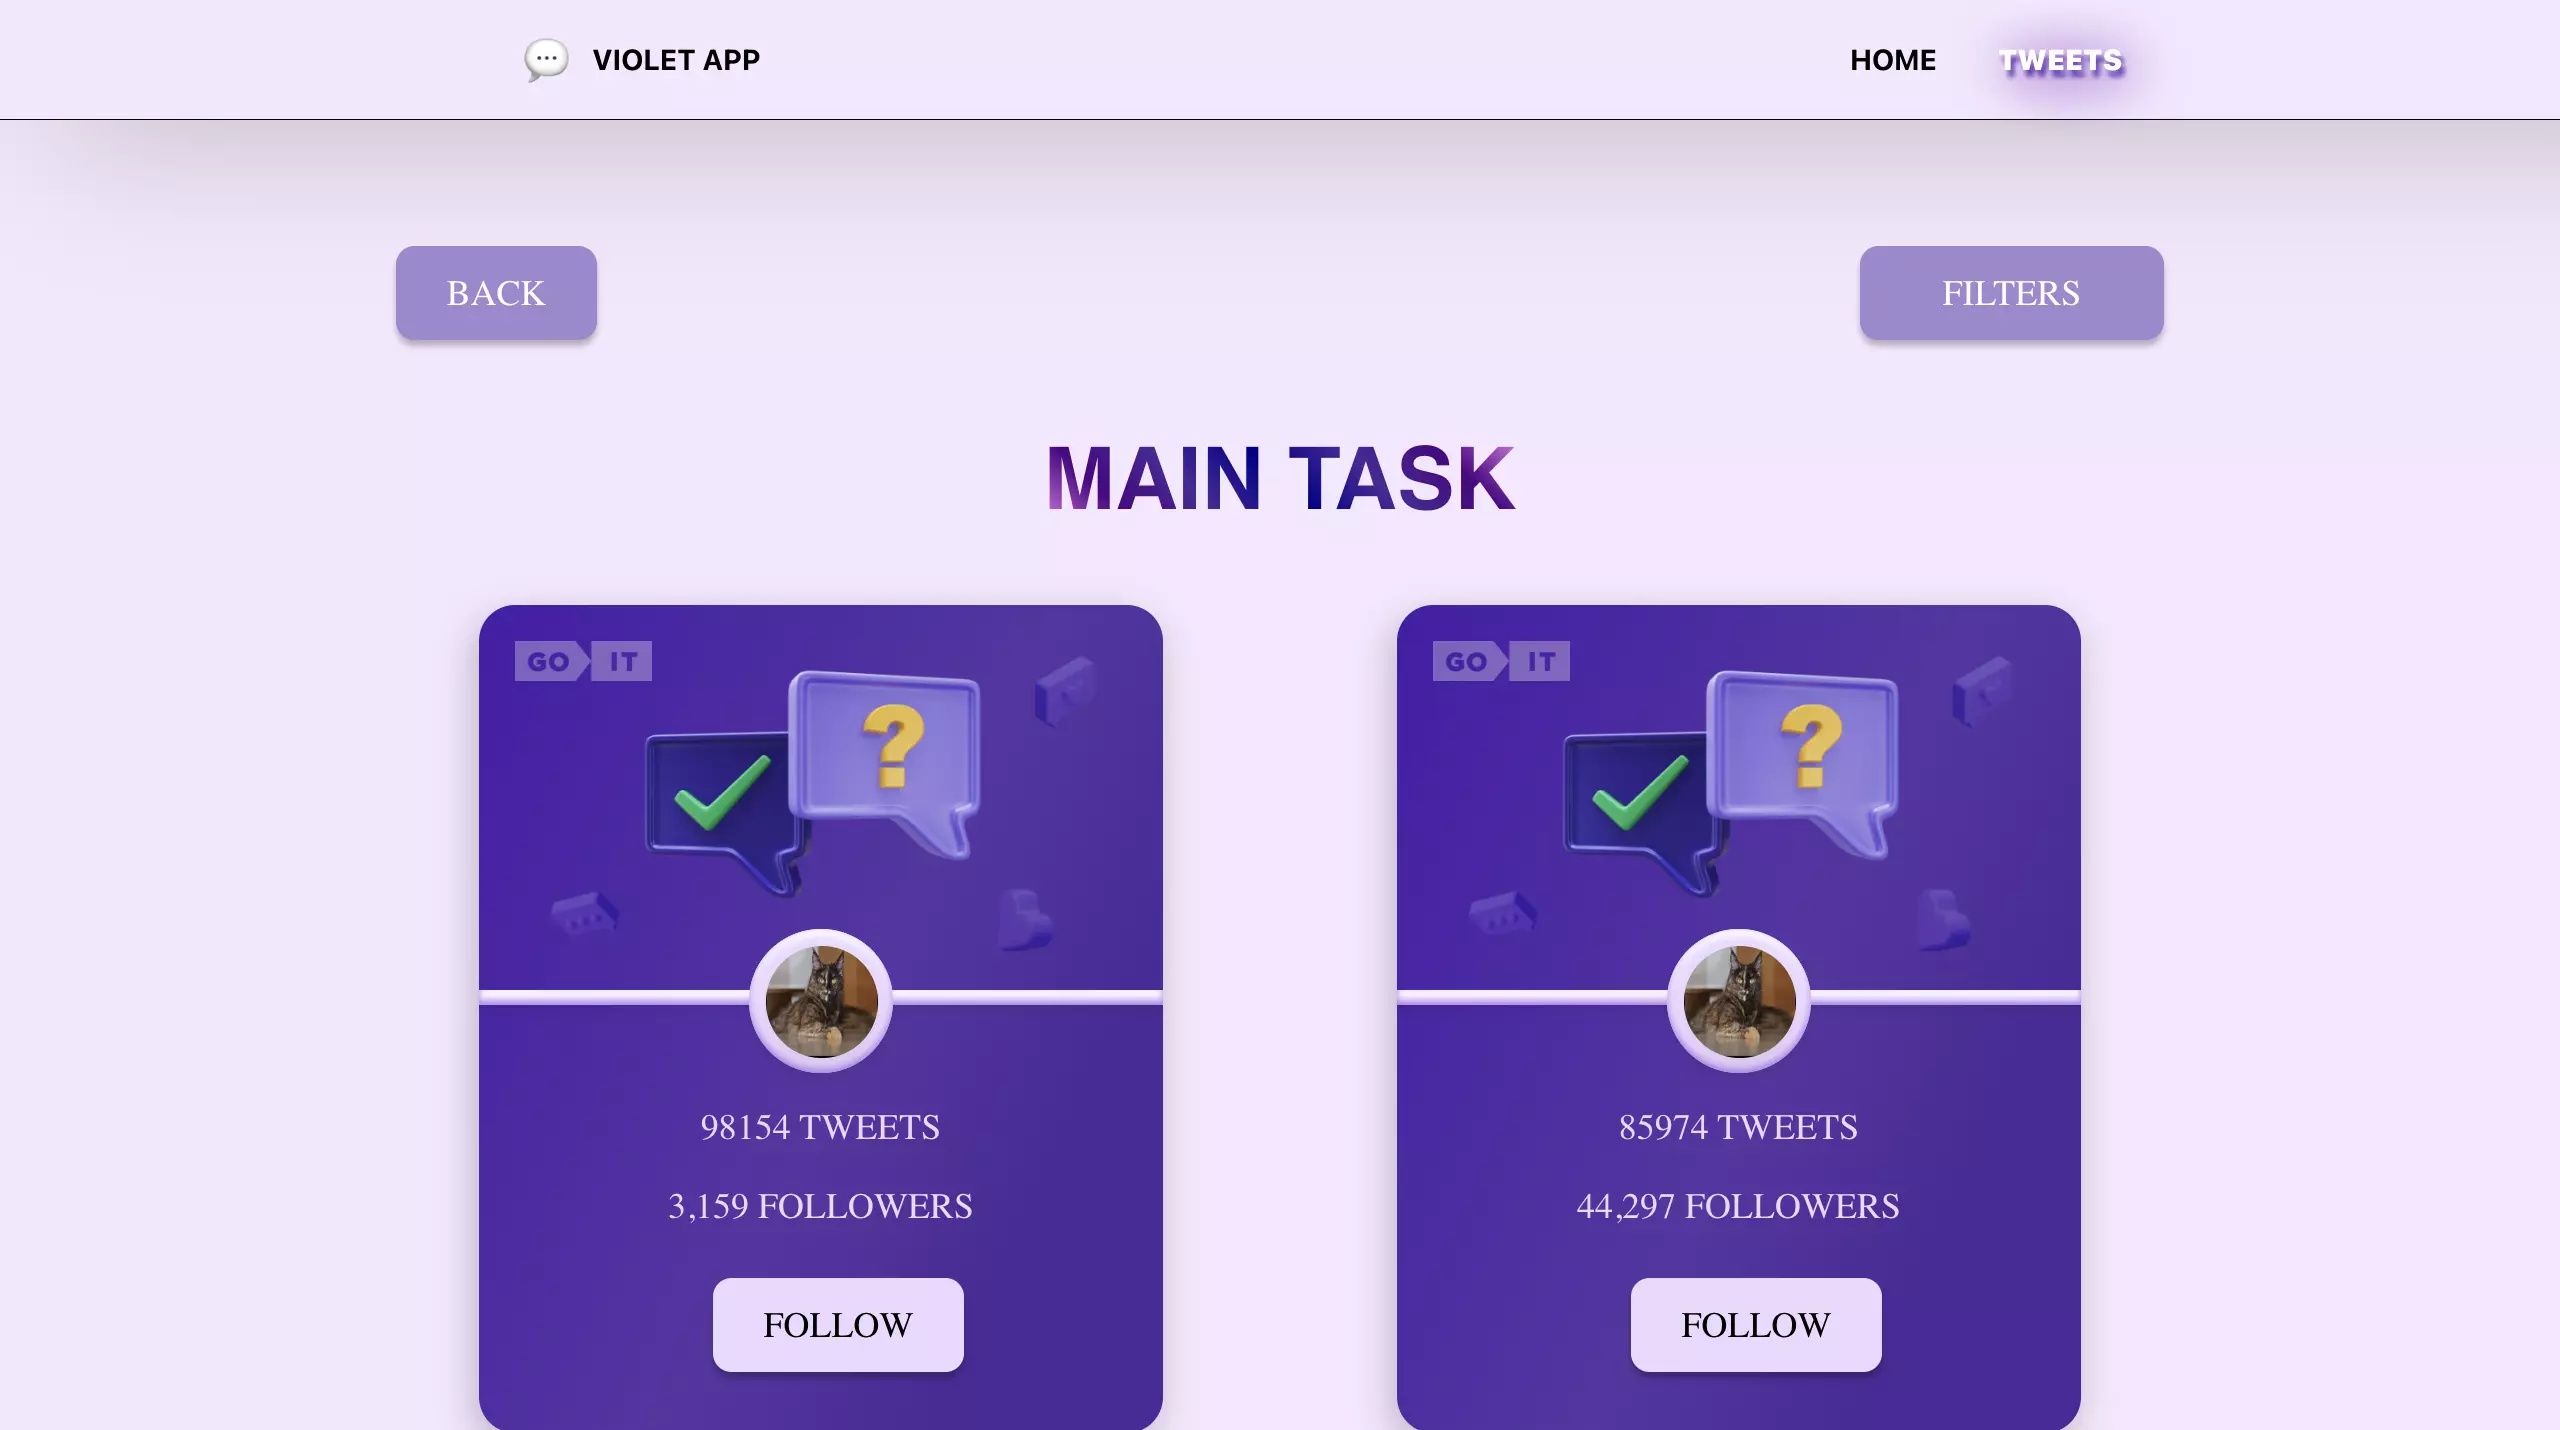 VIOLET APP
HOME
TWEETS
BACK
FILTERS
MAIN TASK
GO IT
GO IT
98154 TWEETS
3,159 FOLLOWERS
FOLLOW
85974 TWEETS
44,297 FOLLOWERS
FOLLOW